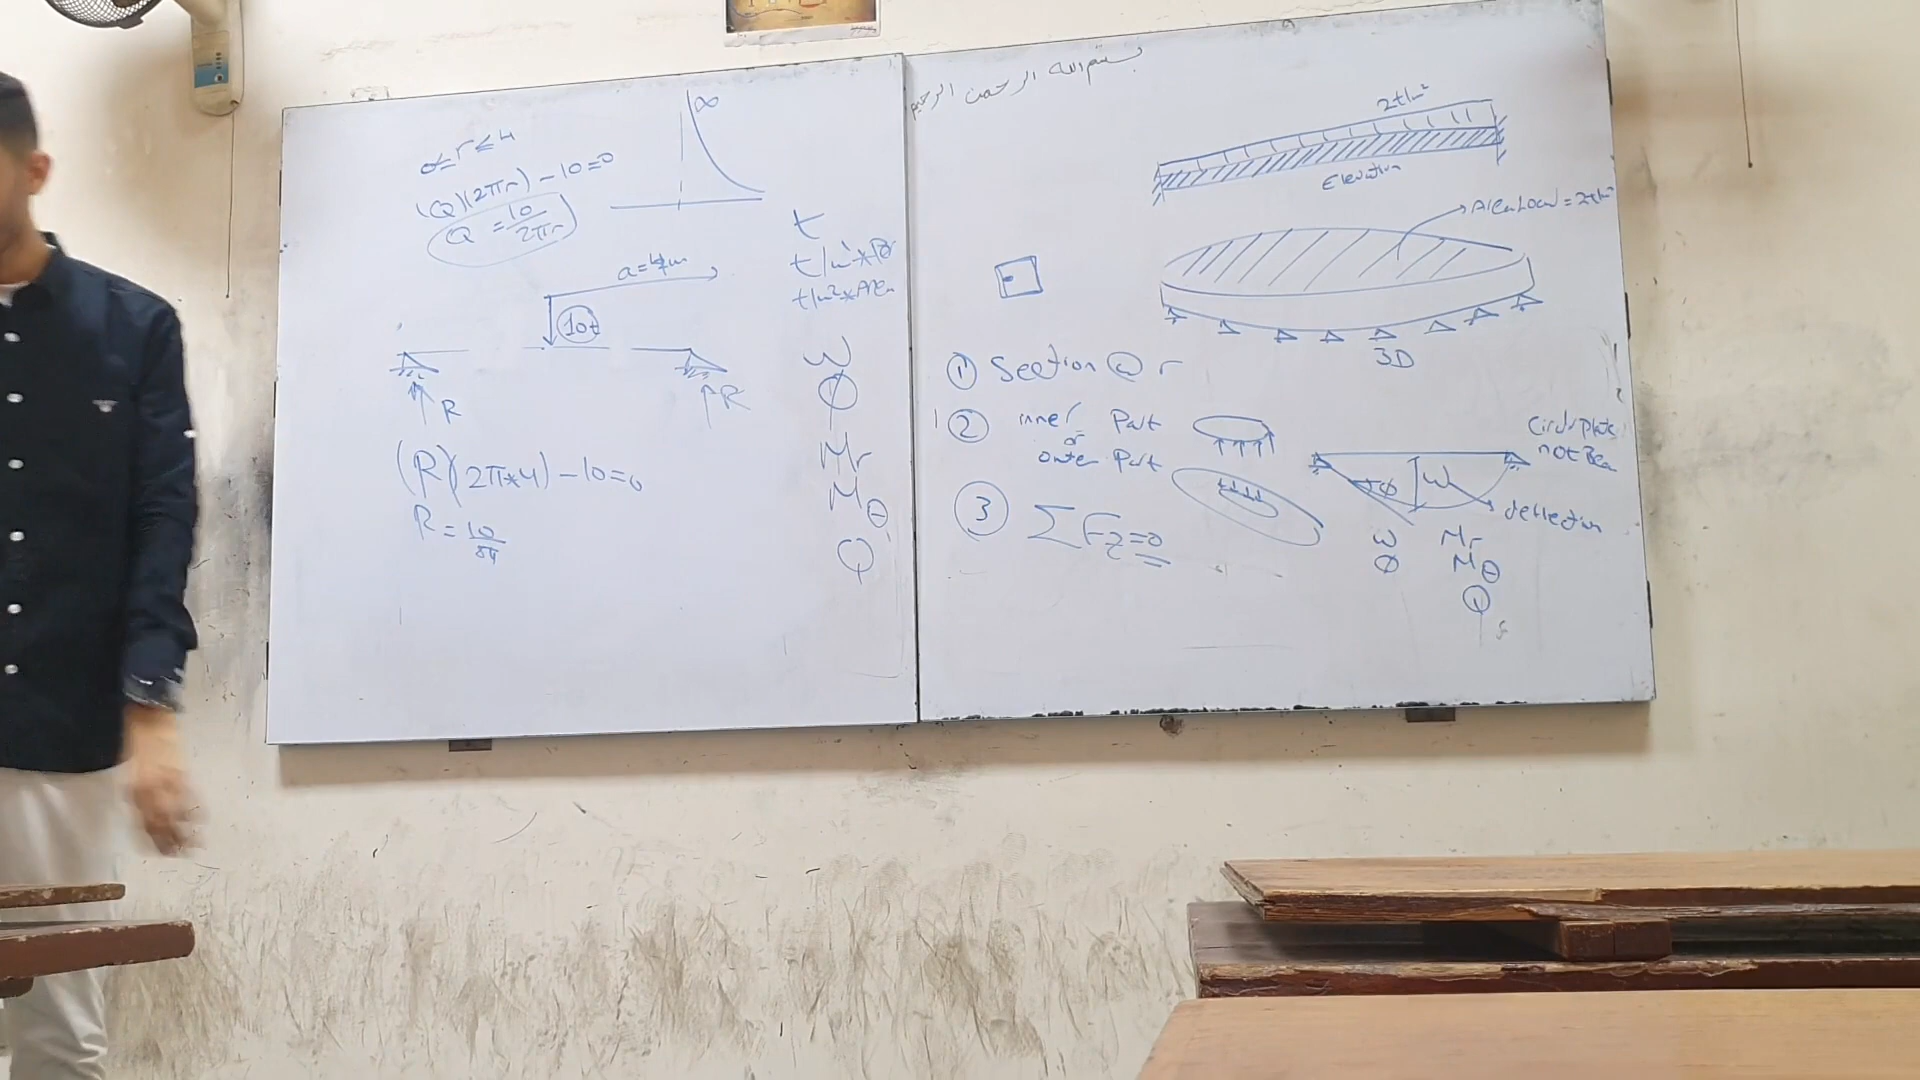 بسم الله الرحمن الرحيم
0≤r≤4
(Q)(2πr) − 10=0
Q = 10/2πr
∞
a=4m
10t
R
R
(R)(2π*4) − 10=0
R = 10/8π
t
t/m² * Area
ω
Ø
Mr
Mθ
Q
2t/m²
Elevation
Area Load = 2t/m²
3D
① Section @ r
② inner Part
or
outer Part
③ ΣFz=0
Circular Plate
not Beam
Φ
ω
deflection
ω
Φ
Mr
Mθ
Q